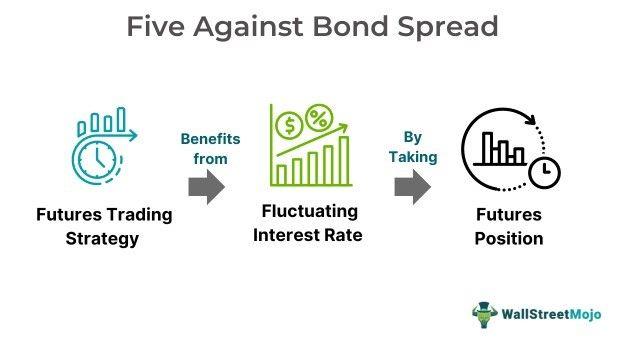 Five Against Bond Spread
Benefits
from
$
%
By
Taking
Futures Trading
Strategy
Fluctuating
Interest Rate
Futures
Position
WallStreetMojo